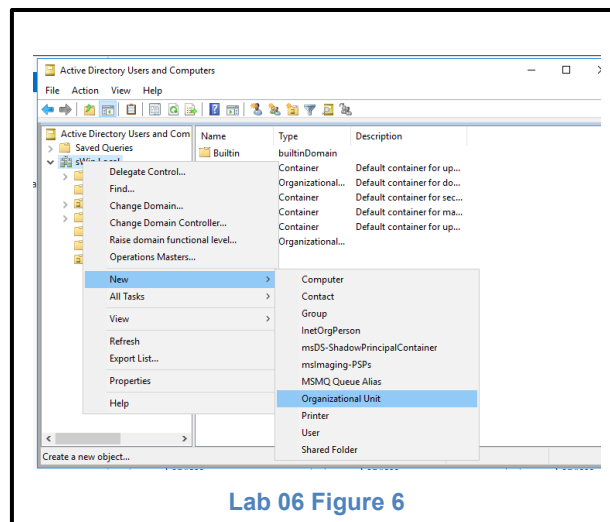 Active Directory Users and Computers
File Action View Help
Active Directory Users and Com
Saved Queries
Name Type Description
Builtin builtinDomain
Container Default container for up...
Organizational... Default container for do...
Container Default container for sec...
Container Default container for ma...
Container Default container for up...
Organizational...
Delegate Control...
Find...
Change Domain...
Change Domain Controller...
Raise domain functional level...
Operations Masters...
New
All Tasks
View
Refresh
Export List...
Properties
Help
Computer
Contact
Group
InetOrgPerson
msDS-ShadowPrincipalContainer
msImaging-PSPs
MSMQ Queue Alias
Organizational Unit
Printer
User
Shared Folder
Create a new object...
Lab 06 Figure 6